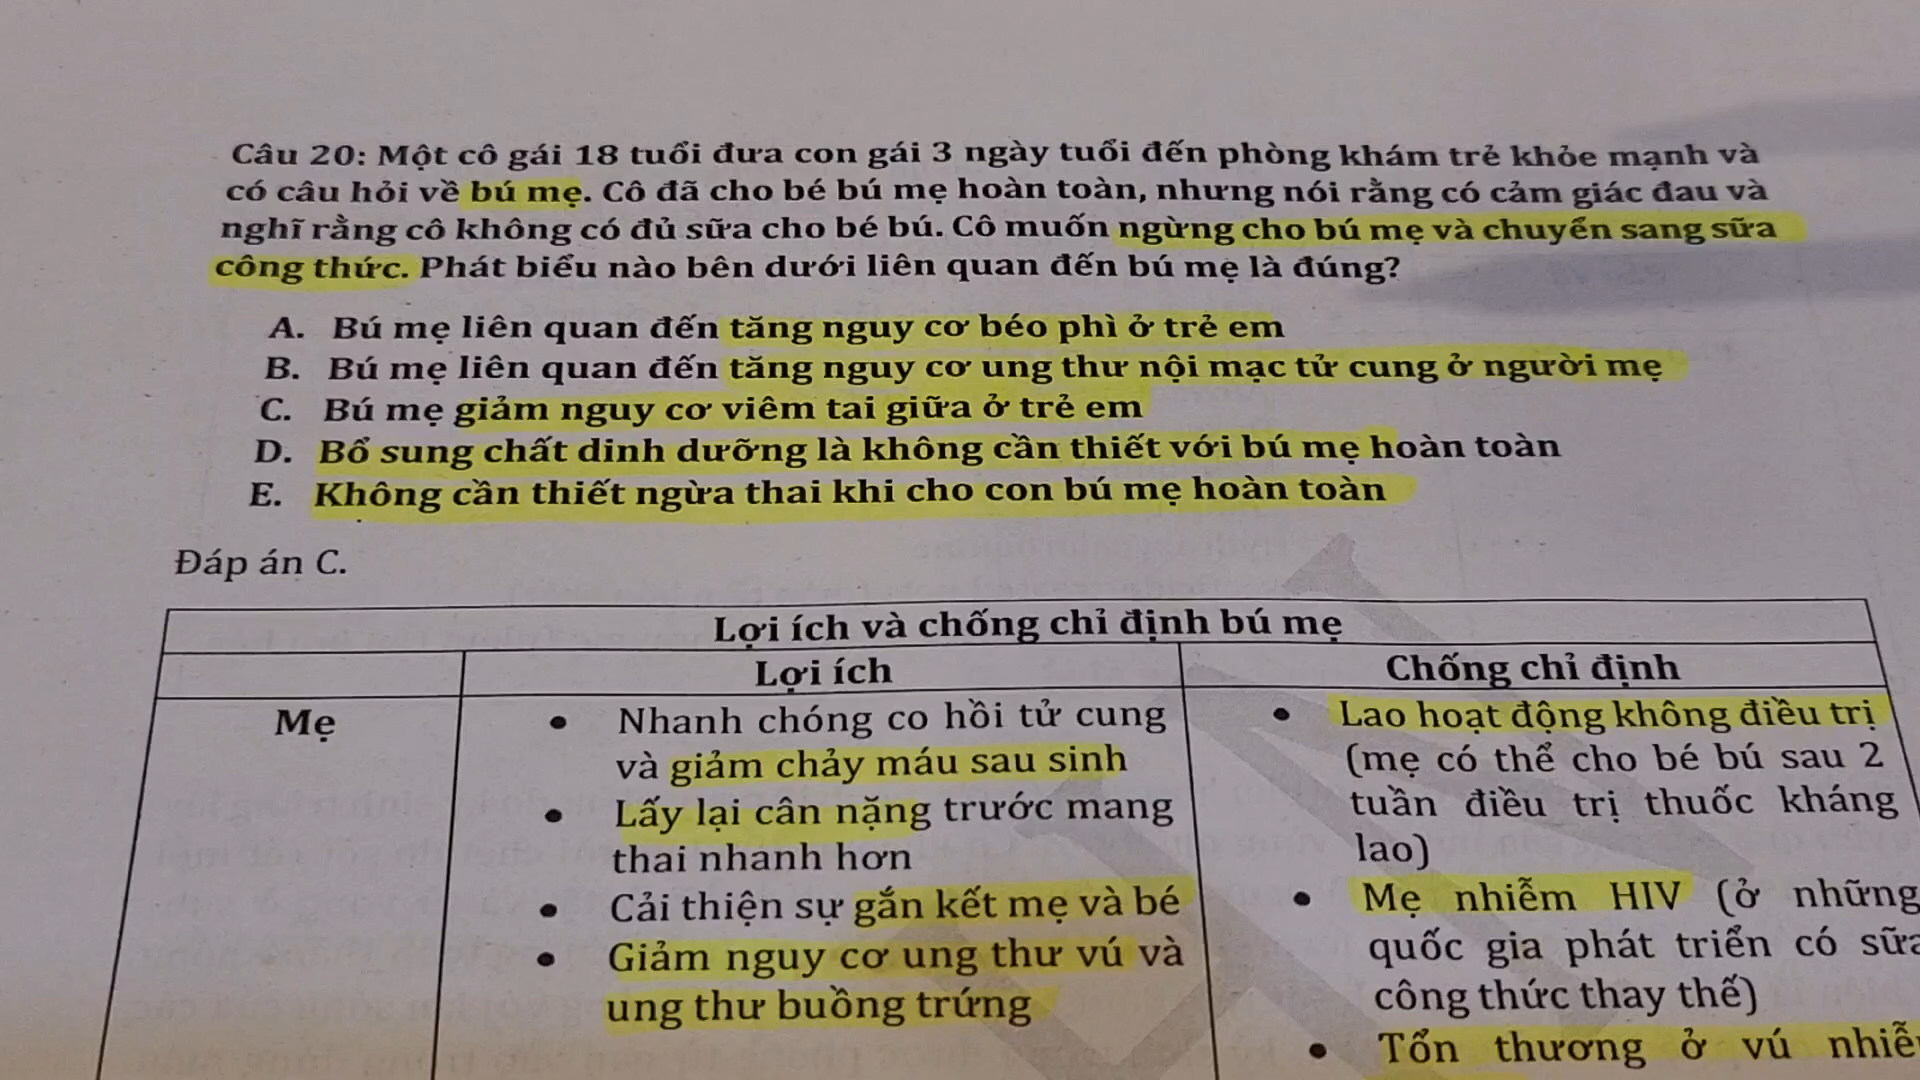 Câu 20: Một cô gái 18 tuổi đưa con gái 3 ngày tuổi đến phòng khám trẻ khỏe mạnh và
có câu hỏi về bú mẹ. Cô đã cho bé bú mẹ hoàn toàn, nhưng nói rằng có cảm giác đau và
nghĩ rằng cô không có đủ sữa cho bé bú. Cô muốn ngừng cho bú mẹ và chuyển sang sữa
công thức. Phát biểu nào bên dưới liên quan đến bú mẹ là đúng?
A. Bú mẹ liên quan đến tăng nguy cơ béo phì ở trẻ em
B. Bú mẹ liên quan đến tăng nguy cơ ung thư nội mạc tử cung ở người mẹ
C. Bú mẹ giảm nguy cơ viêm tai giữa ở trẻ em
D. Bổ sung chất dinh dưỡng là không cần thiết với bú mẹ hoàn toàn
E. Không cần thiết ngừa thai khi cho con bú mẹ hoàn toàn
Đáp án C.
Lợi ích và chống chỉ định bú mẹ
Lợi ích
Chống chỉ định
Mẹ
• Nhanh chóng co hồi tử cung
và giảm chảy máu sau sinh
• Lấy lại cân nặng trước mang
thai nhanh hơn
• Cải thiện sự gắn kết mẹ và bé
• Giảm nguy cơ ung thư vú và
ung thư buồng trứng
• Lao hoạt động không điều trị
(mẹ có thể cho bé bú sau 2
tuần điều trị thuốc kháng
lao)
• Mẹ nhiễm HIV (ở những
quốc gia phát triển có sữa
công thức thay thế)
• Tổn thương ở vú